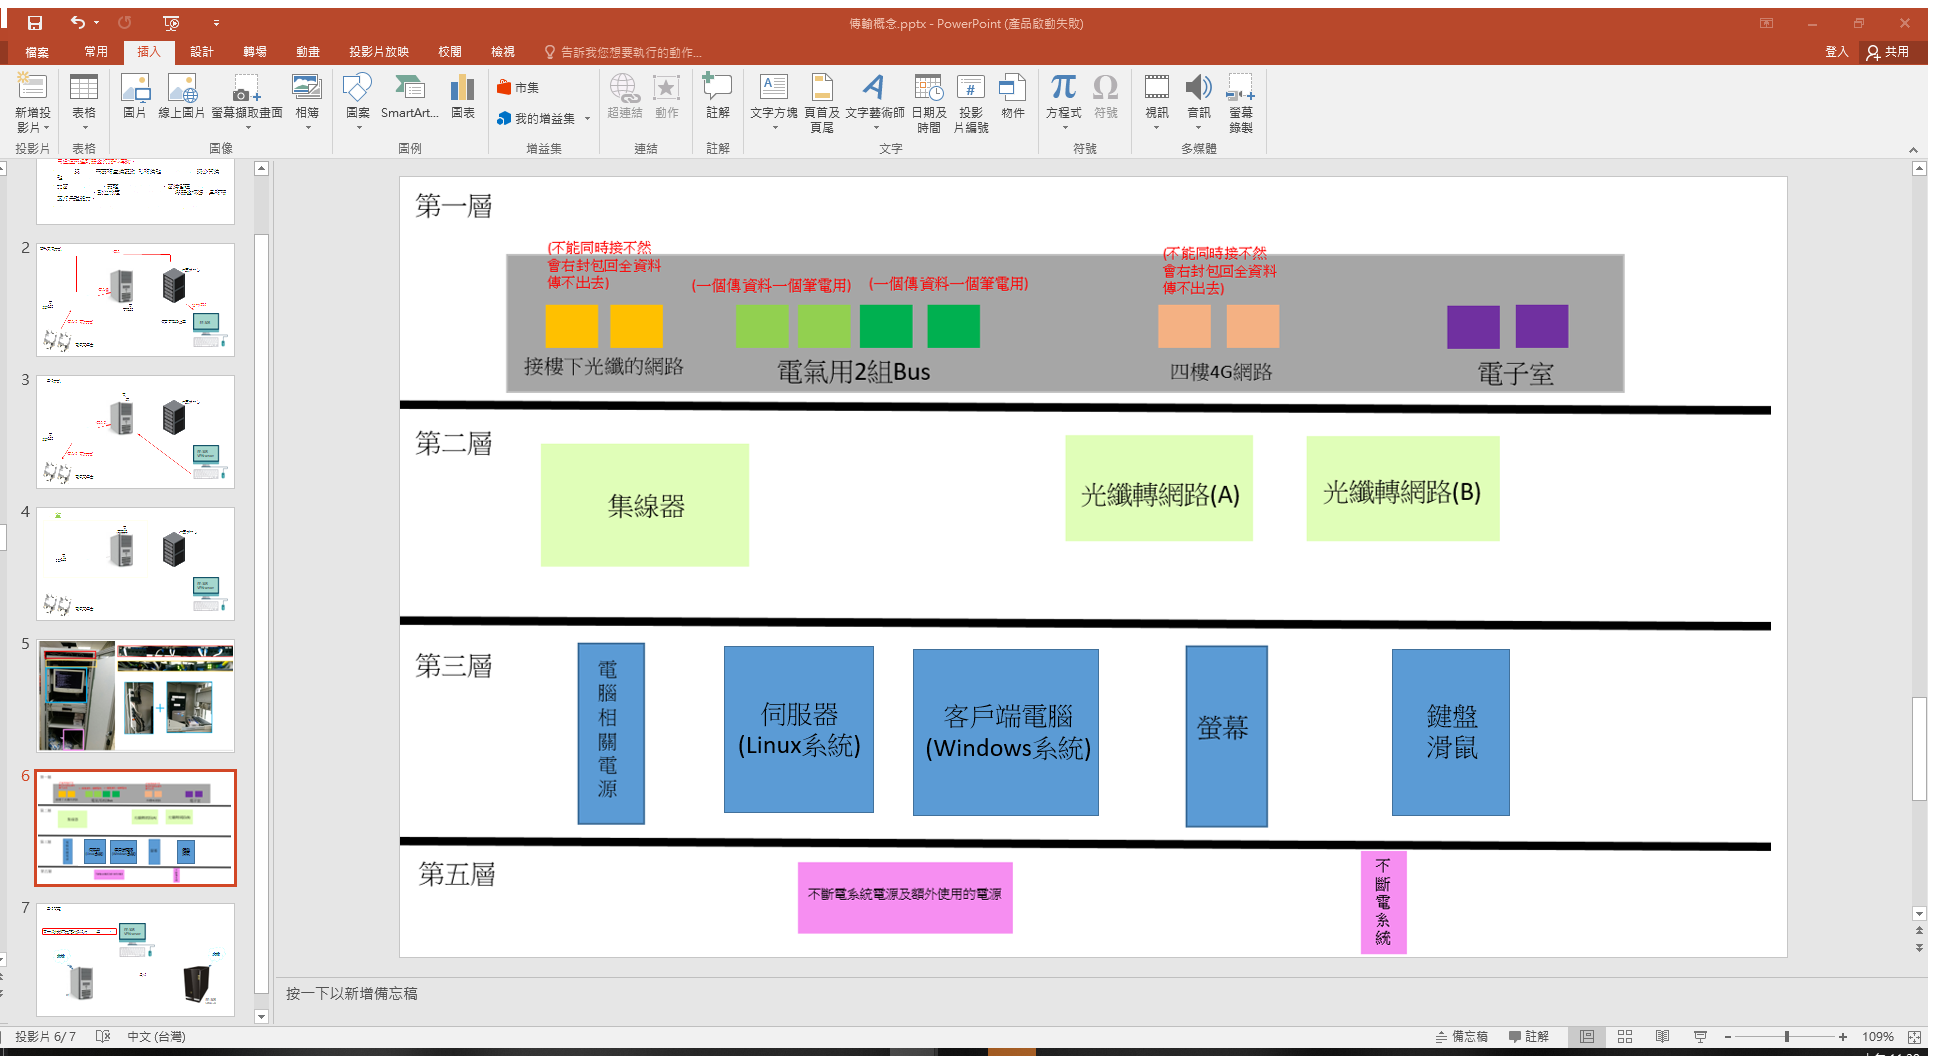 傳輸概念.pptx - PowerPoint (產品啟動失敗)
檔案 常用 插入 設計 轉場 動畫 投影片放映 校閱 檢視 告訴我您想要執行的動作... 登入 共用
新增投影片 表格 圖片 線上圖片 螢幕擷取畫面 相簿 圖案 SmartArt... 圖表 市集 我的增益集 超連結 動作 註解 文字方塊 頁首及頁尾 文字藝術師 日期及時間 投影片編號 物件 方程式 符號 視訊 音訊 螢幕錄製
投影片 表格 圖像 圖例 增益集 連結 註解 文字 符號 多媒體
2
3
4
5
6
7
第一層
(不能同時接不然
會右封包回全資料
傳不出去)
(一個傳資料一個筆電用)
(一個傳資料一個筆電用)
(不能同時接不然
會右封包回全資料
傳不出去)
接樓下光纖的網路
電氣用2組Bus
四樓4G網路
電子室
第二層
集線器
光纖轉網路(A)
光纖轉網路(B)
第三層
電腦相關電源
伺服器
(Linux系統)
客戶端電腦
(Windows系統)
螢幕
鍵盤
滑鼠
第五層
不斷電系統電源及額外使用的電源
不斷電系統
按一下以新增備忘稿
投影片 6/7 中文 (台灣) 備忘稿 註解 109%